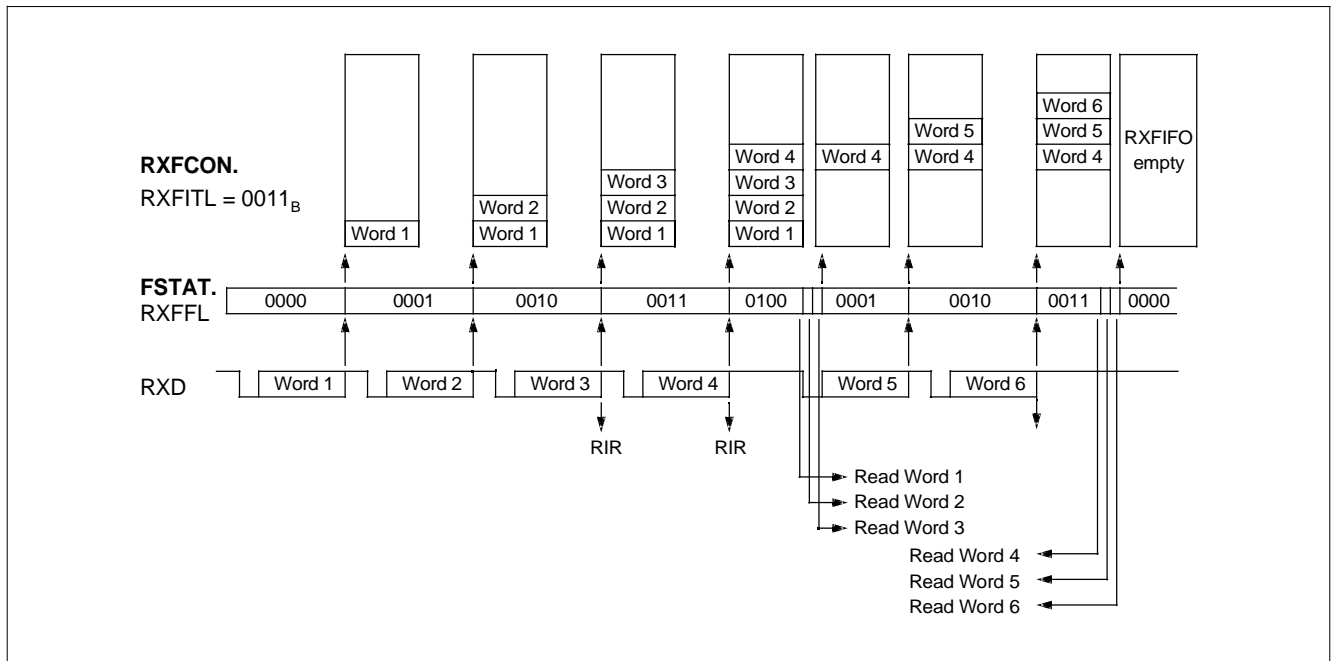 Word 1
Word 2
Word 1
Word 3
Word 2
Word 1
Word 4
Word 3
Word 2
Word 1
Word 4
Word 5
Word 4
Word 6
Word 5
Word 4
RXFIFO
empty
RXFCON.
RXFITL = 0011B
FSTAT.
RXFFL
0000 0001 0010 0011 0100 0001 0010 0011 0000
RXD
Word 1 Word 2 Word 3 Word 4 Word 5 Word 6
RIR RIR
Read Word 1
Read Word 2
Read Word 3
Read Word 4
Read Word 5
Read Word 6